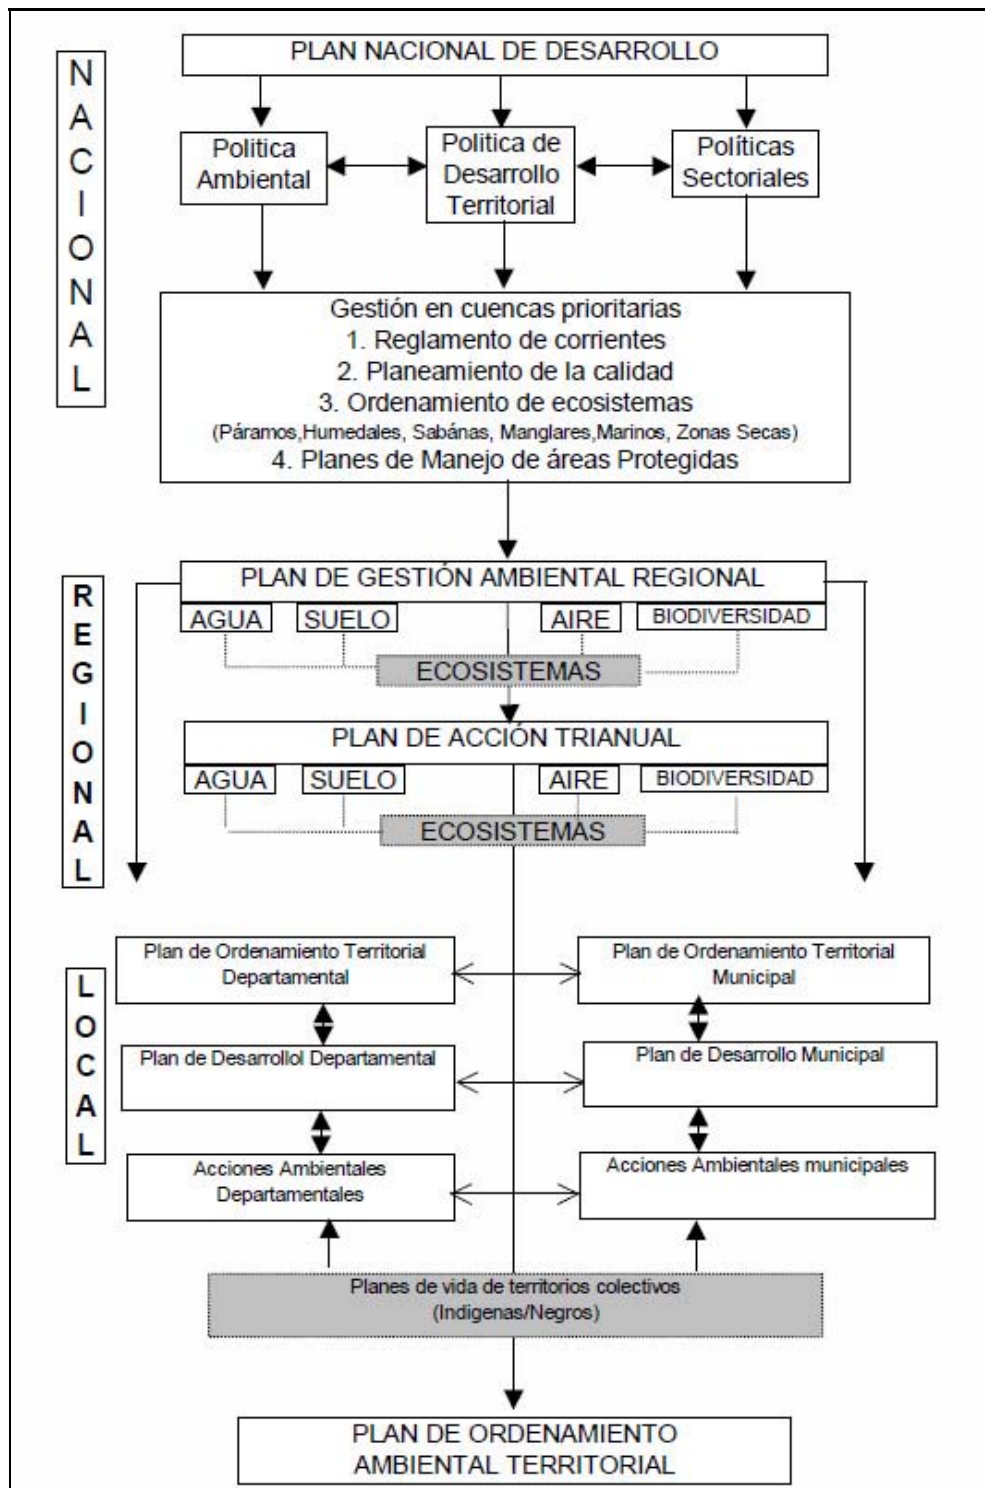 NACIONAL
PLAN NACIONAL DE DESARROLLO
Politica
Ambiental
Politica de
Desarrollo
Territorial
Políticas
Sectoriales
Gestión en cuencas prioritarias
1. Reglamento de corrientes
2. Planeamiento de la calidad
3. Ordenamiento de ecosistemas
(Páramos,Humedales, Sabánas, Manglares,Marinos, Zonas Secas)
4. Planes de Manejo de áreas Protegidas
REGIONAL
PLAN DE GESTIÓN AMBIENTAL REGIONAL
AGUA
SUELO
AIRE
BIODIVERSIDAD
ECOSISTEMAS
PLAN DE ACCIÓN TRIANUAL
AGUA
SUELO
AIRE
BIODIVERSIDAD
ECOSISTEMAS
LOCAL
Plan de Ordenamiento Territorial
Departamental
Plan de Ordenamiento Territorial
Municipal
Plan de Desarrollol Departamental
Plan de Desarrollo Municipal
Acciones Ambientales
Departamentales
Acciones Ambientales municipales
Planes de vida de territorios colectivos
(Indigenas/Negros)
PLAN DE ORDENAMIENTO
AMBIENTAL TERRITORIAL